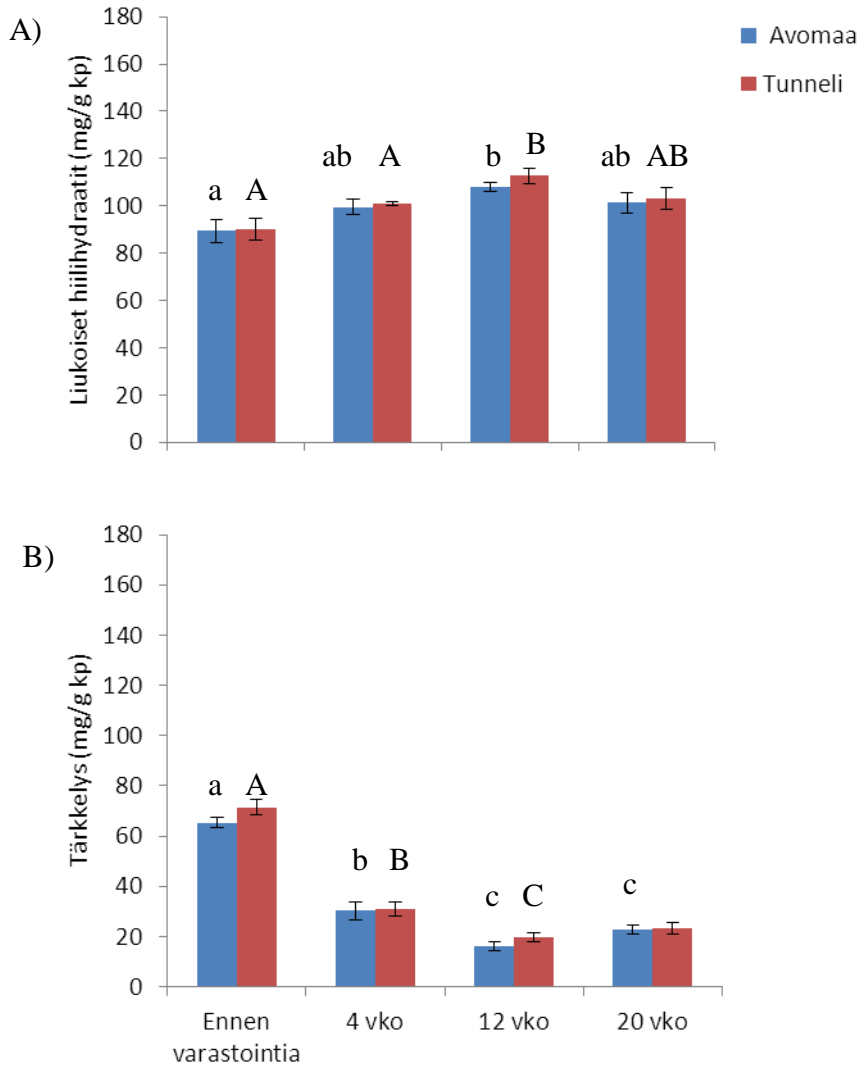 A)
Liukoiset hiilihydraatit (mg/g kp)
180
160
140
120
100
80
60
40
20
0
Avomaa
Tunneli
a A ab A b B ab AB
B)
Tärkkelys (mg/g kp)
180
160
140
120
100
80
60
40
20
0
a A
b B
c C c
Ennen varastointia
4 vko
12 vko
20 vko